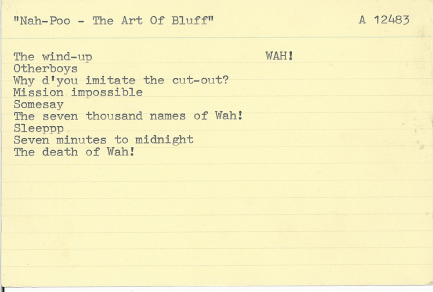 "Nah-Poo - The Art Of Bluff" A 12483
The wind-up WAH!
Otherboys
Why d'you imitate the cut-out?
Mission impossible
Somesay
The seven thousand names of Wah!
Sleeppp
Seven minutes to midnight
The death of Wah!